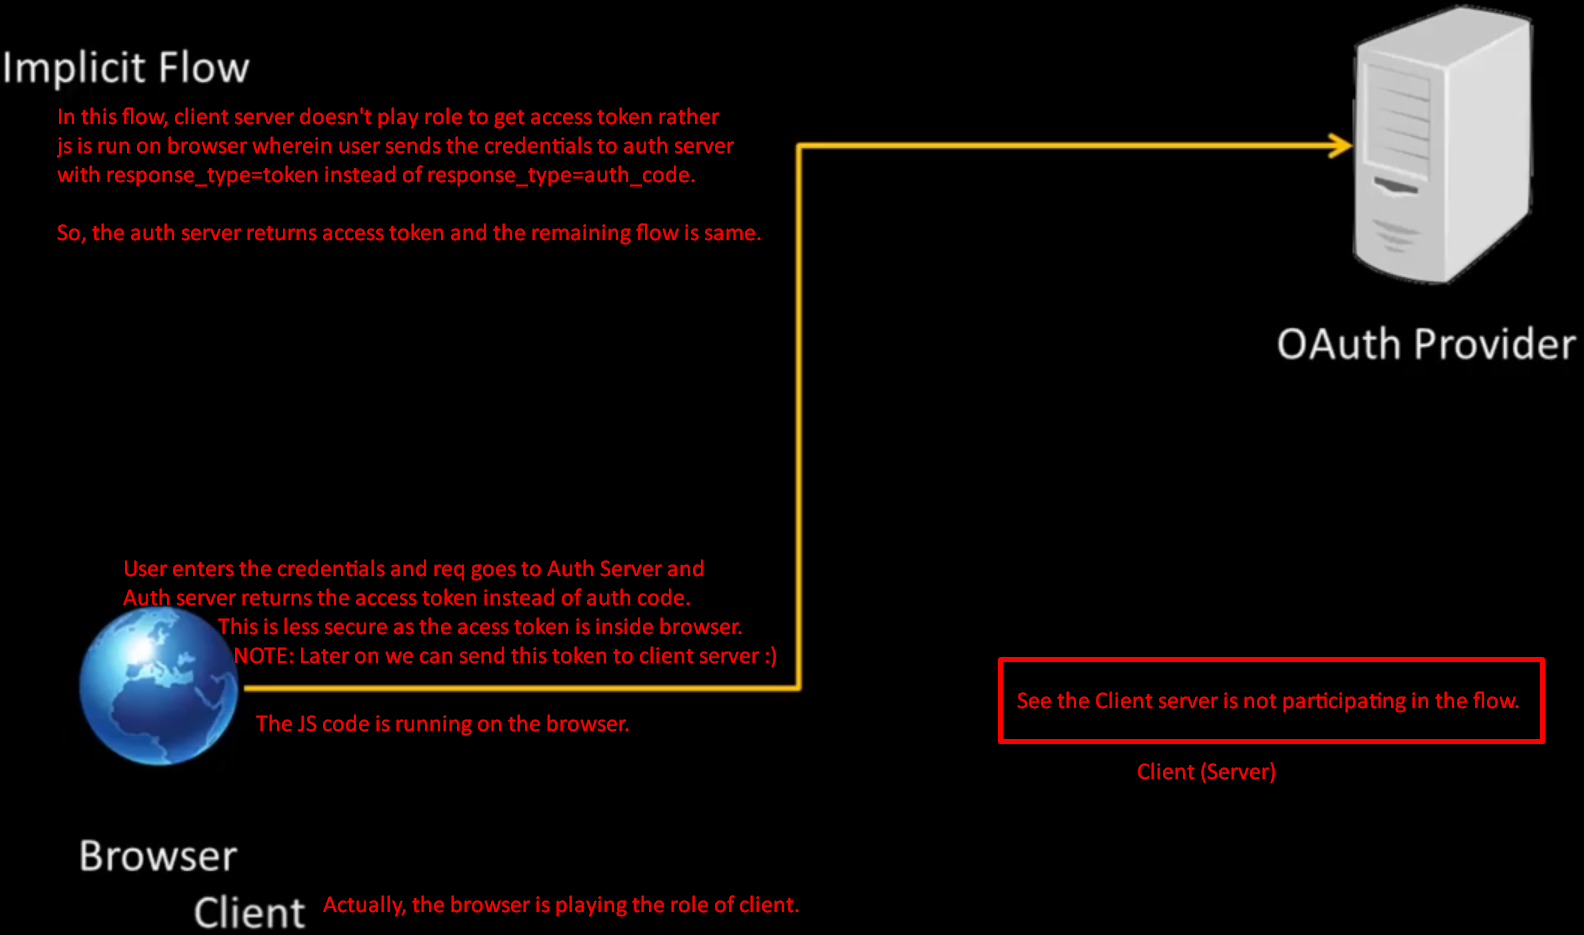 Implicit Flow
In this flow, client server doesn't play role to get access token rather
js is run on browser wherein user sends the credentials to auth server
with response_type=token instead of response_type=auth_code.
So, the auth server returns access token and the remaining flow is same.
OAuth Provider
User enters the credentials and req goes to Auth Server and
Auth server returns the access token instead of auth code.
This is less secure as the acess token is inside browser.
NOTE: Later on we can send this token to client server :)
The JS code is running on the browser.
See the Client server is not participating in the flow.
Client (Server)
Browser
Client
Actually, the browser is playing the role of client.